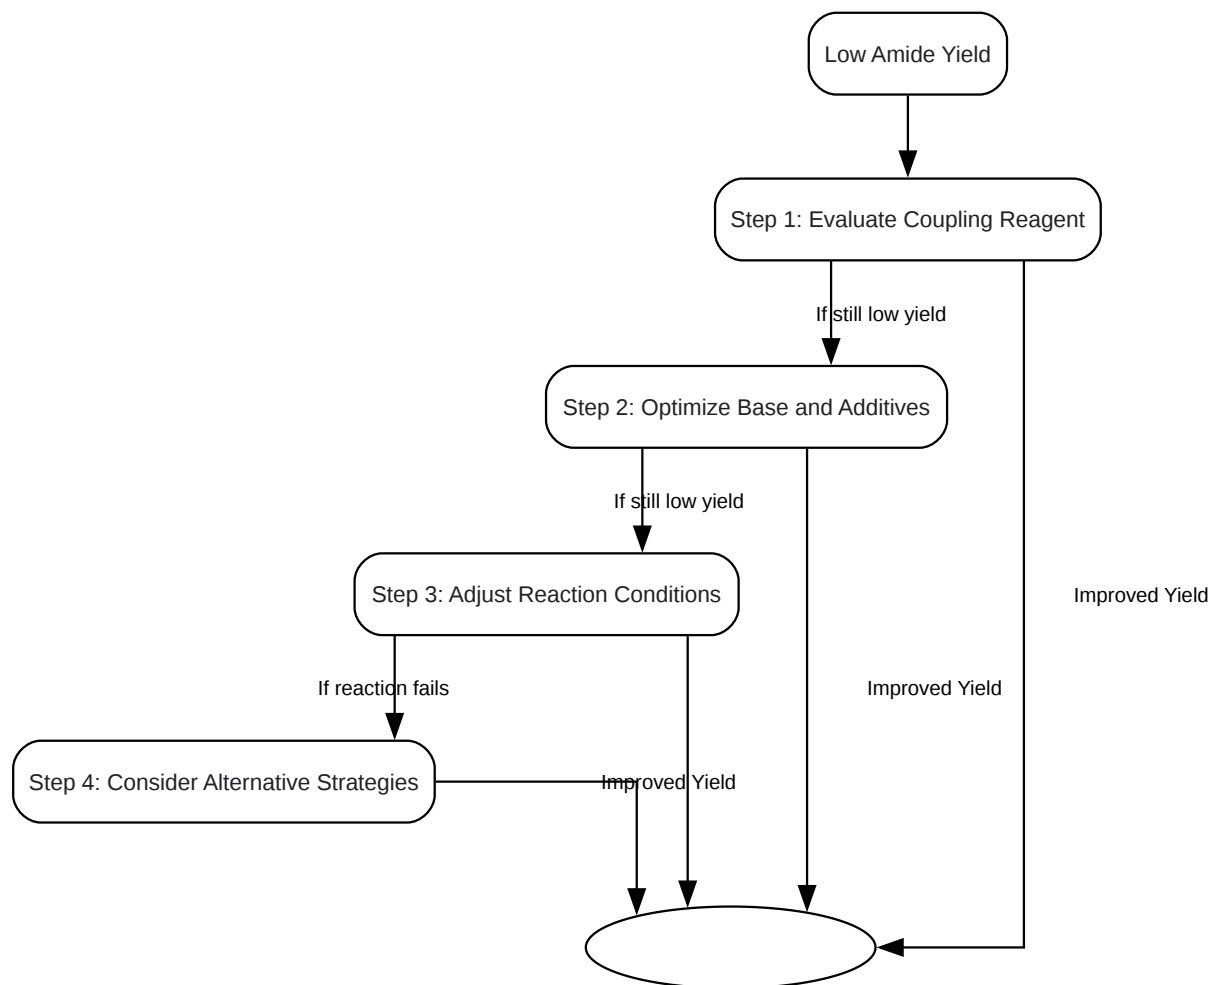 Low Amide Yield
Step 1: Evaluate Coupling Reagent
If still low yield
Step 2: Optimize Base and Additives
If still low yield
Step 3: Adjust Reaction Conditions
Improved Yield
If reaction fails
Improved Yield
Step 4: Consider Alternative Strategies
Improved Yield